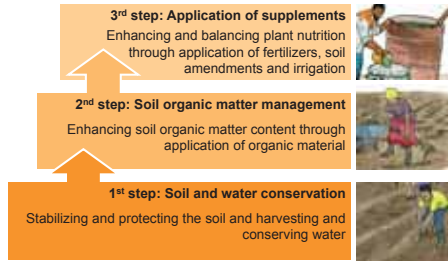 3rd step: Application of supplements
Enhancing and balancing plant nutrition
through application of fertilizers, soil
amendments and irrigation
2nd step: Soil organic matter management
Enhancing soil organic matter content through
application of organic material
1st step: Soil and water conservation
Stabilizing and protecting the soil and harvesting and
conserving water